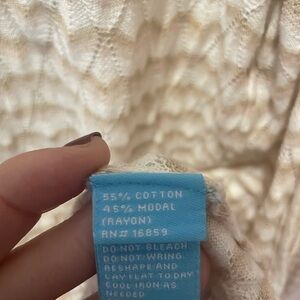 55% COTTON
45% MODAL
(RAYON)
RN# 16859
DO NOT BLEACH
DO NOT WRING
RESHAPE AND
LAY FLAT TO DRY
COOL IRON AS
NEEDED